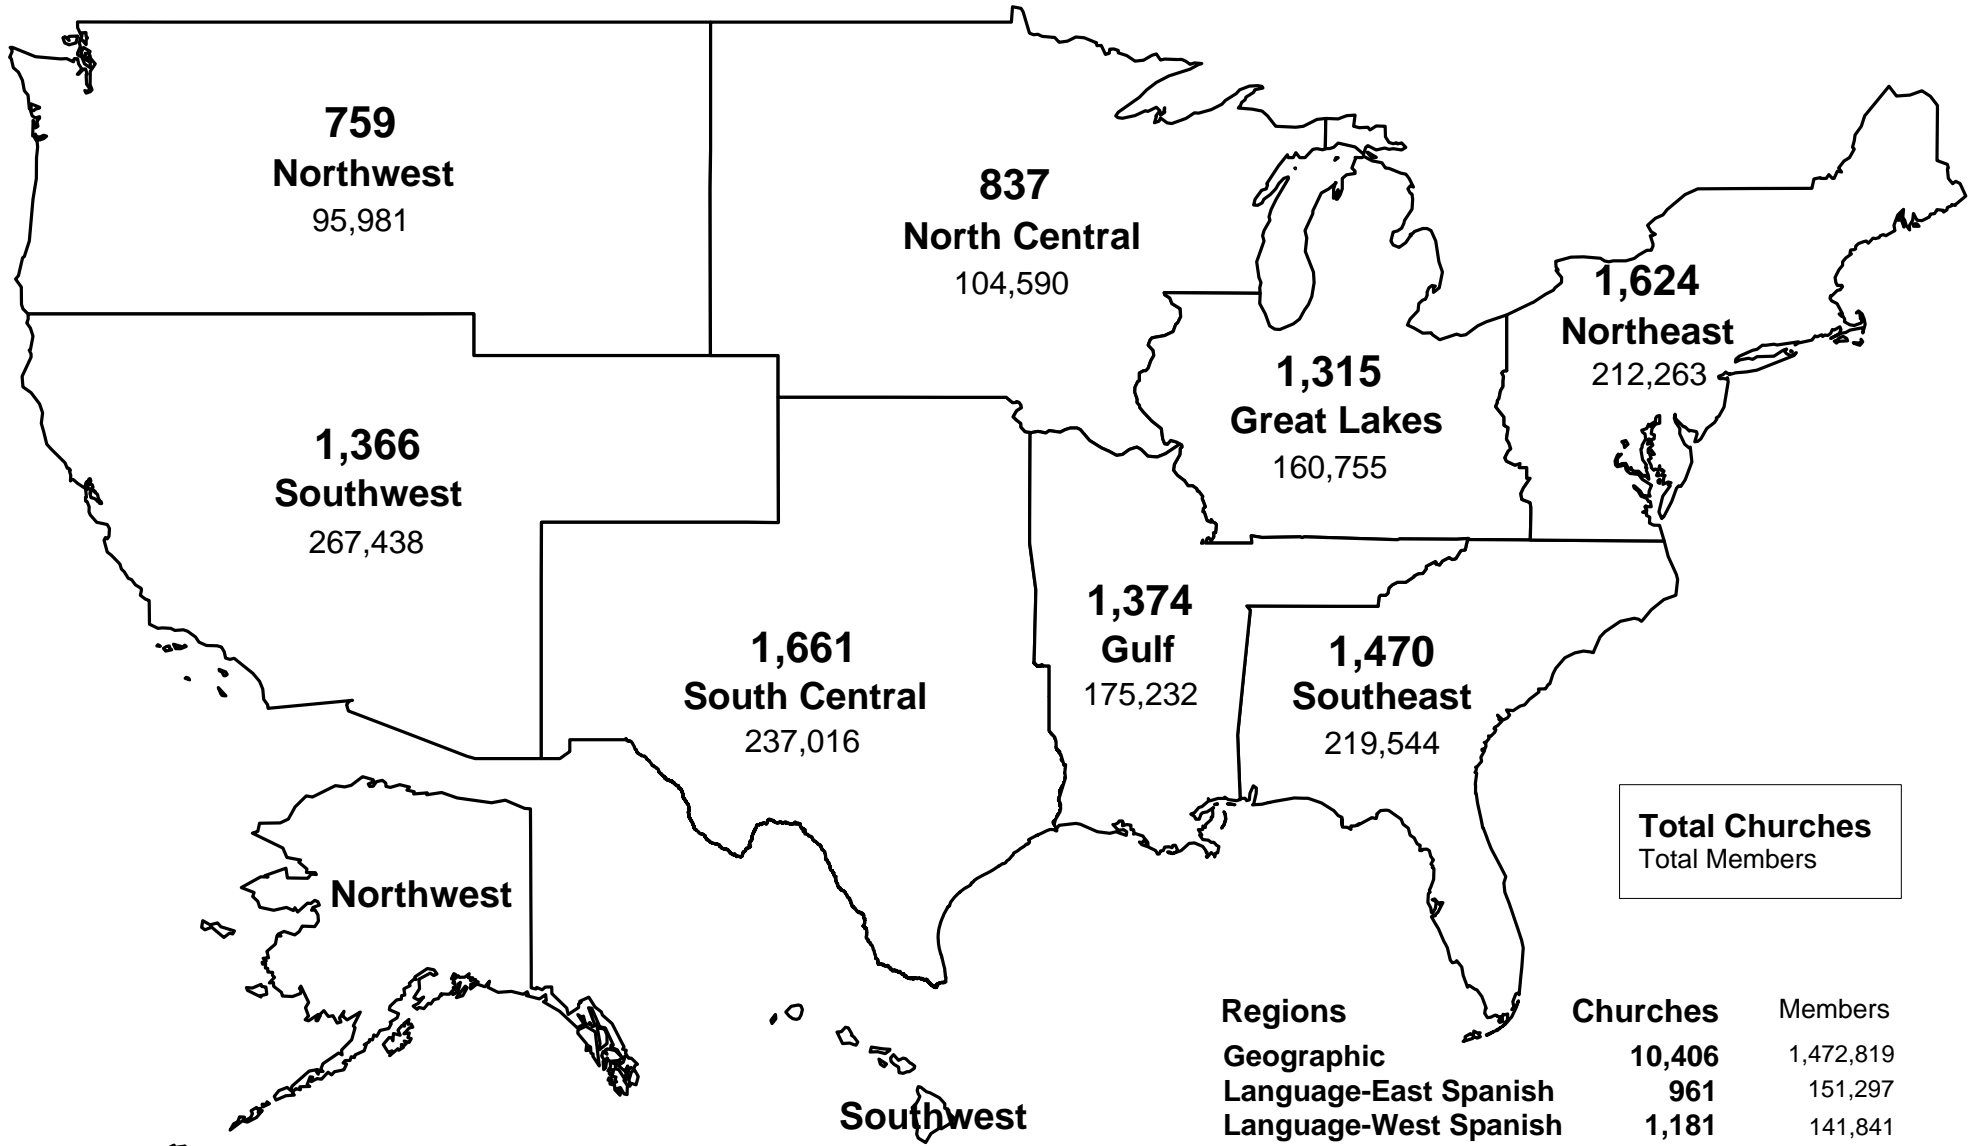 759
Northwest
95,981
837
North Central
104,590
1,624
Northeast
212,263
1,315
Great Lakes
160,755
1,366
Southwest
267,438
1,374
Gulf
175,232
1,661
South Central
237,016
1,470
Southeast
219,544
Total Churches
Total Members
Northwest
Southwest
Regions Churches Members
Geographic 10,406 1,472,819
Language-East Spanish 961 151,297
Language-West Spanish 1,181 141,841